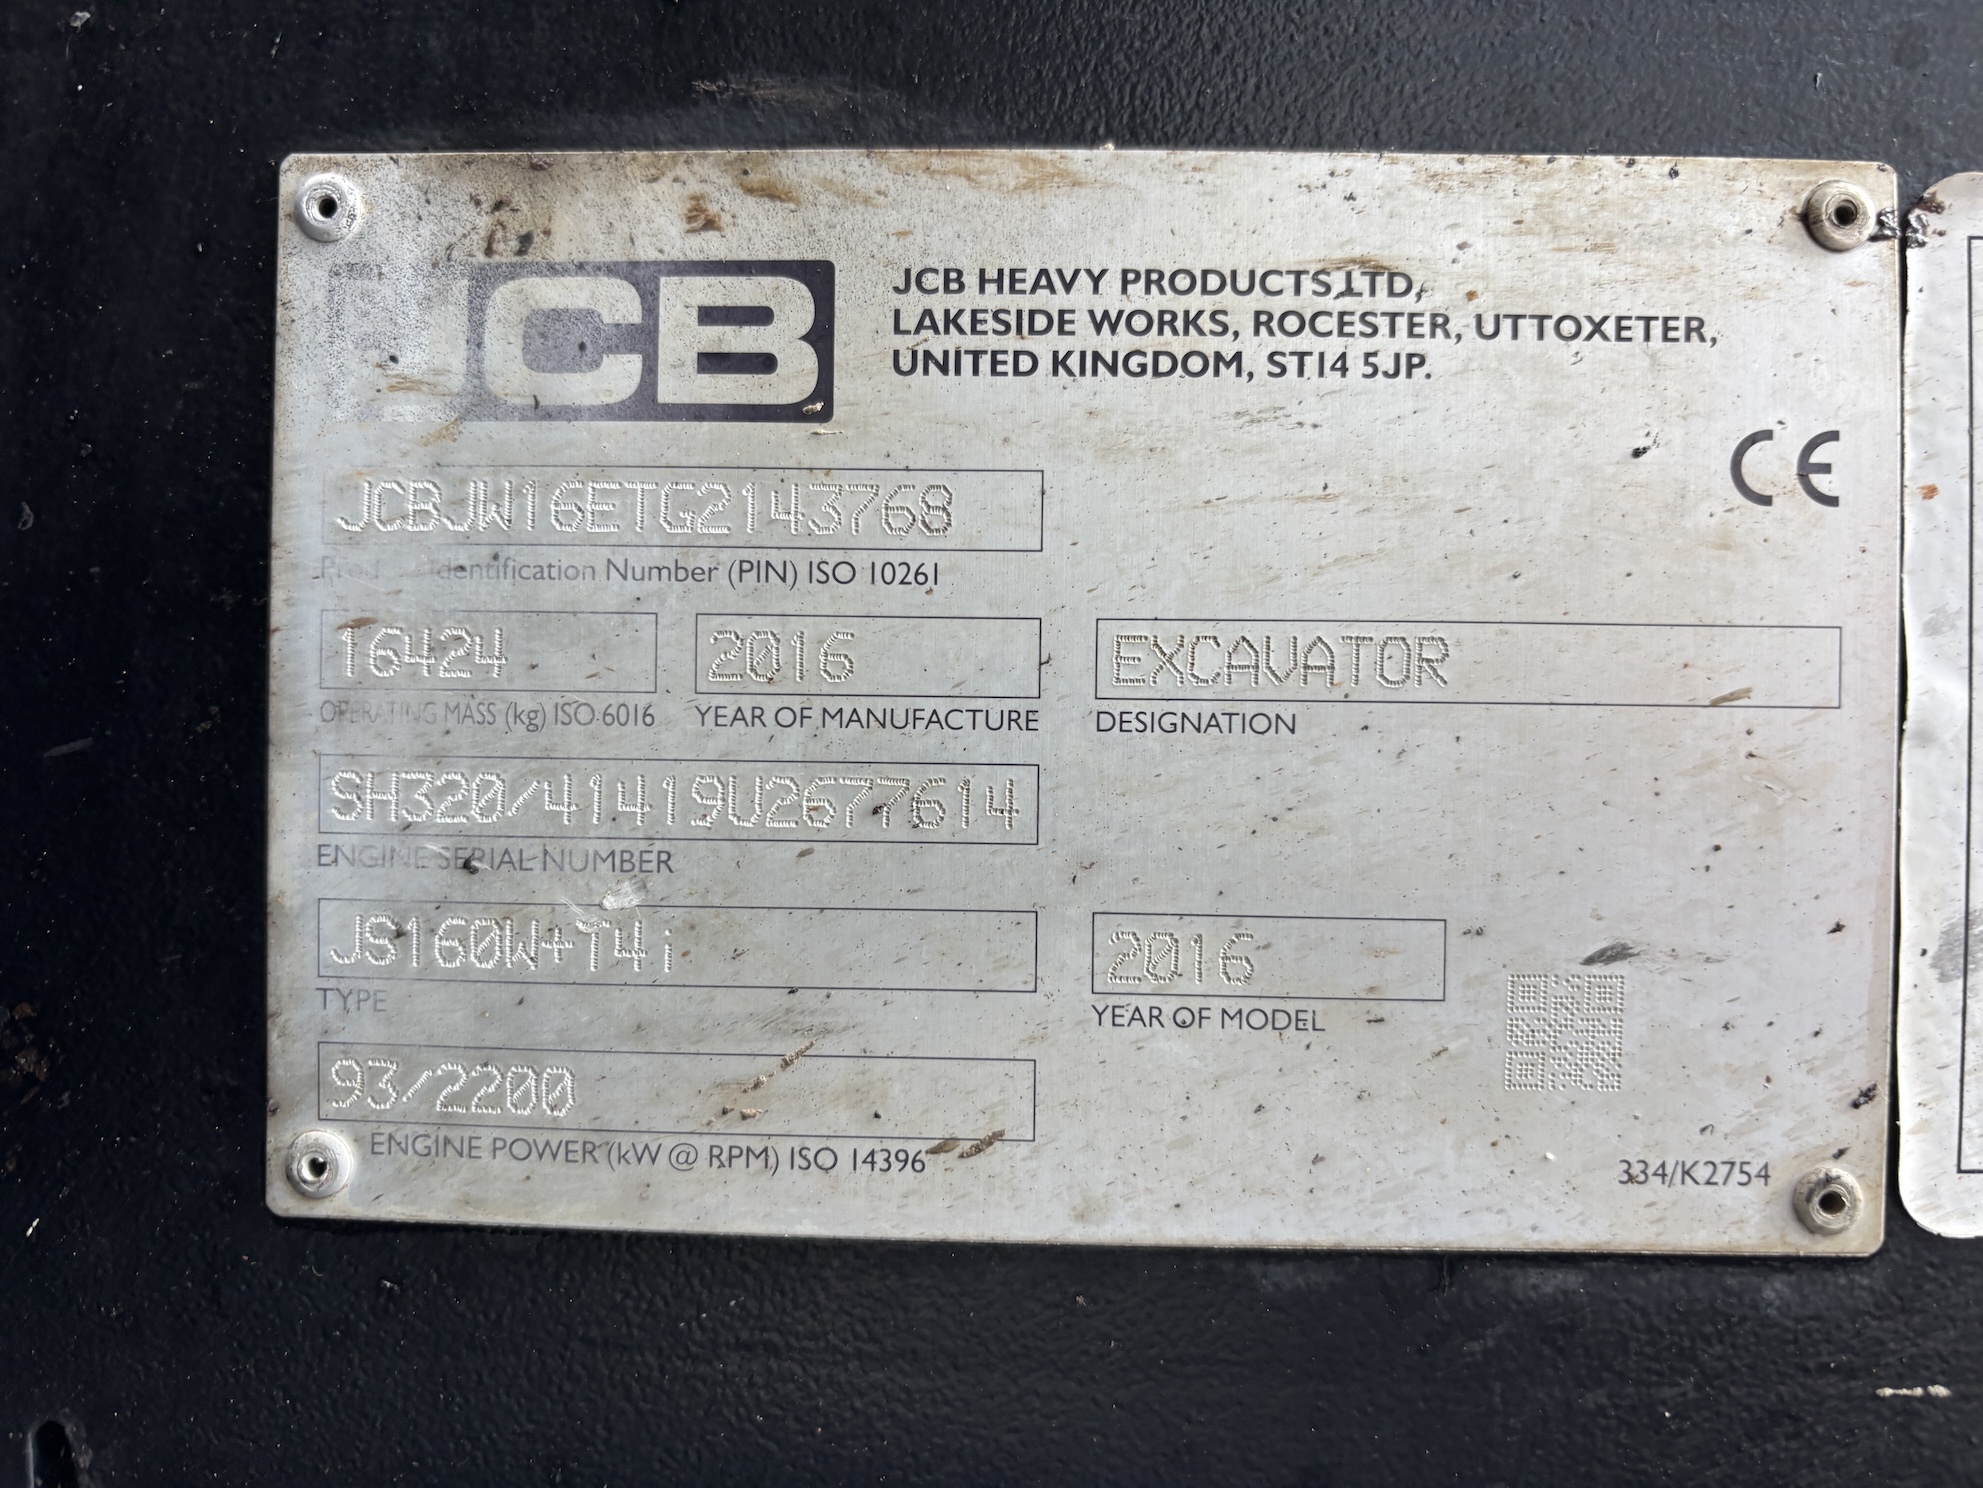 JCB
JCB HEAVY PRODUCTS LTD,
LAKESIDE WORKS, ROCESTER, UTTOXETER,
UNITED KINGDOM, ST14 5JP.
CE
JCBJW16ETG2143768
Identification Number (PIN) ISO 10261
16424
2016
EXCAVATOR
OPERATING MASS (kg) ISO 6016
YEAR OF MANUFACTURE
DESIGNATION
SH320/41419U2677614
ENGINE SERIAL NUMBER
JS160W+T4i
2016
TYPE
YEAR OF MODEL
93/2200
ENGINE POWER (kW @ RPM) ISO 14396
334/K2754